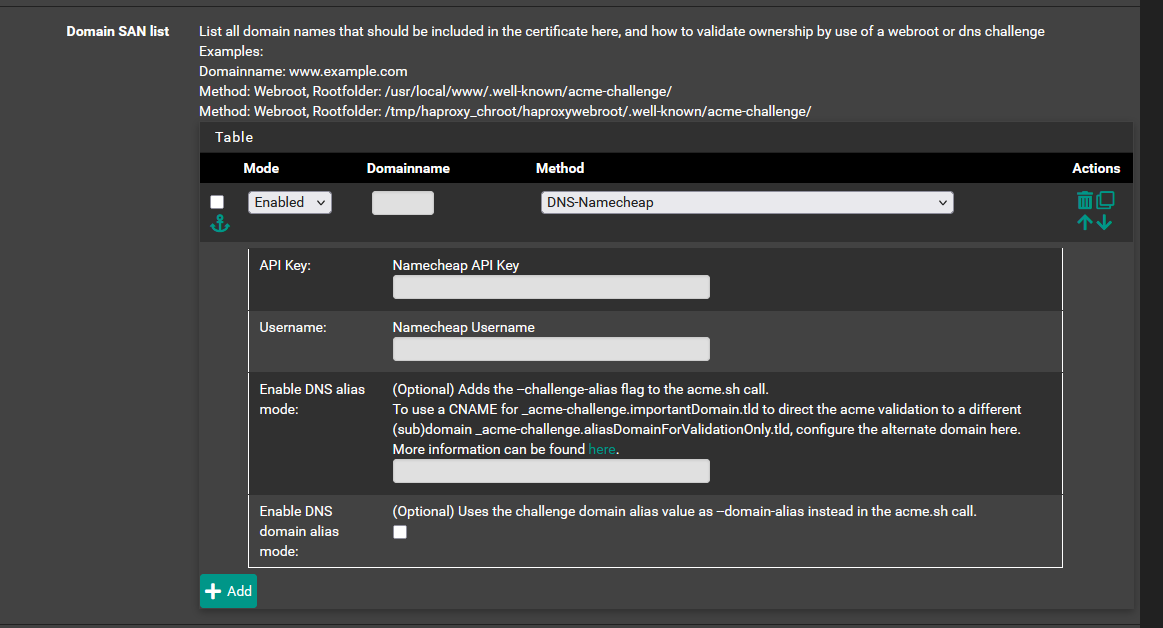 Domain SAN list
List all domain names that should be included in the certificate here, and how to validate ownership by use of a webroot or dns challenge
Examples:
Domainname: www.example.com
Method: Webroot, Rootfolder: /usr/local/www/.well-known/acme-challenge/
Method: Webroot, Rootfolder: /tmp/haproxy_chroot/haproxywebroot/.well-known/acme-challenge/
Table
Mode Domainname Method Actions
Enabled DNS-Namecheap
API Key: Namecheap API Key
Username: Namecheap Username
Enable DNS alias mode:
(Optional) Adds the –challenge-alias flag to the acme.sh call.
To use a CNAME for _acme-challenge.importantDomain.tld to direct the acme validation to a different
(sub)domain _acme-challenge.aliasDomainForValidationOnly.tld, configure the alternate domain here.
More information can be found here.
Enable DNS
domain alias
mode:
(Optional) Uses the challenge domain alias value as –domain-alias instead in the acme.sh call.
Add